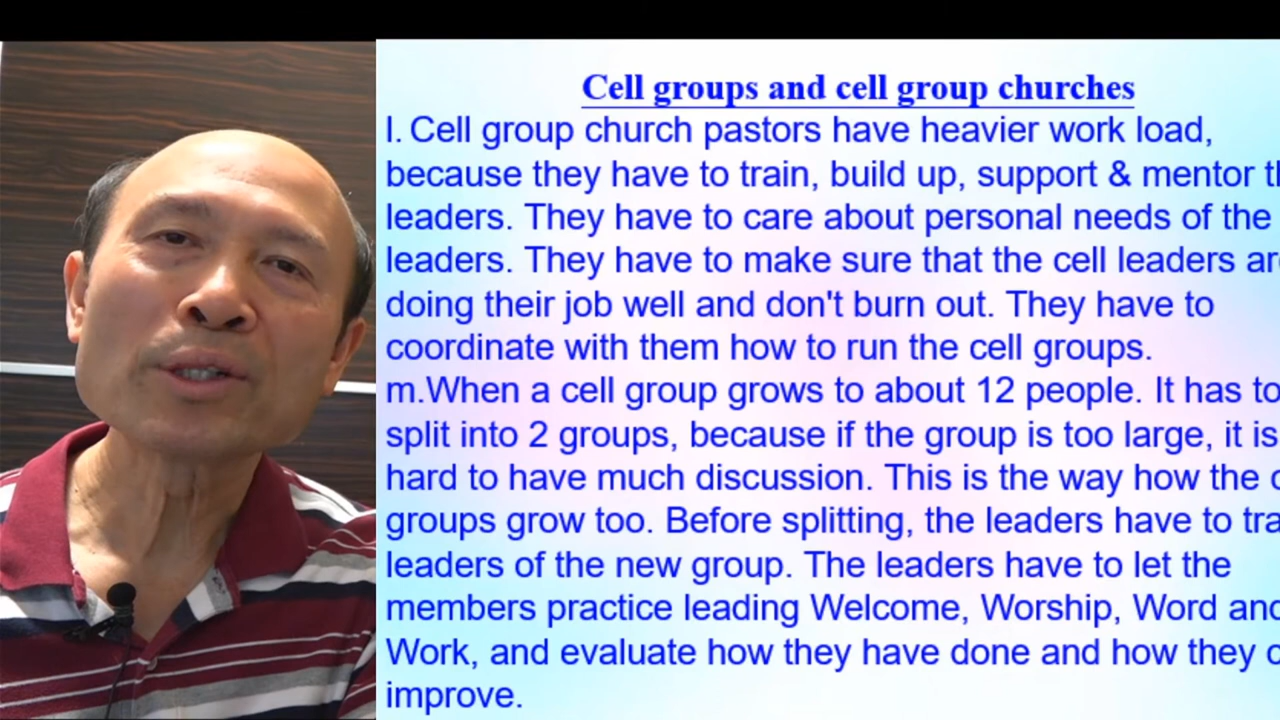 Cell groups and cell group churches
l. Cell group church pastors have heavier work load,
because they have to train, build up, support & mentor
leaders. They have to care about personal needs of the
leaders. They have to make sure that the cell leaders
doing their job well and don't burn out. They have to
coordinate with them how to run the cell groups.
m.When a cell group grows to about 12 people. It has to
split into 2 groups, because if the group is too large, it is
hard to have much discussion. This is the way how the
groups grow too. Before splitting, the leaders have to
leaders of the new group. The leaders have to let the
members practice leading Welcome, Worship, Word
Work, and evaluate how they have done and how they
improve.